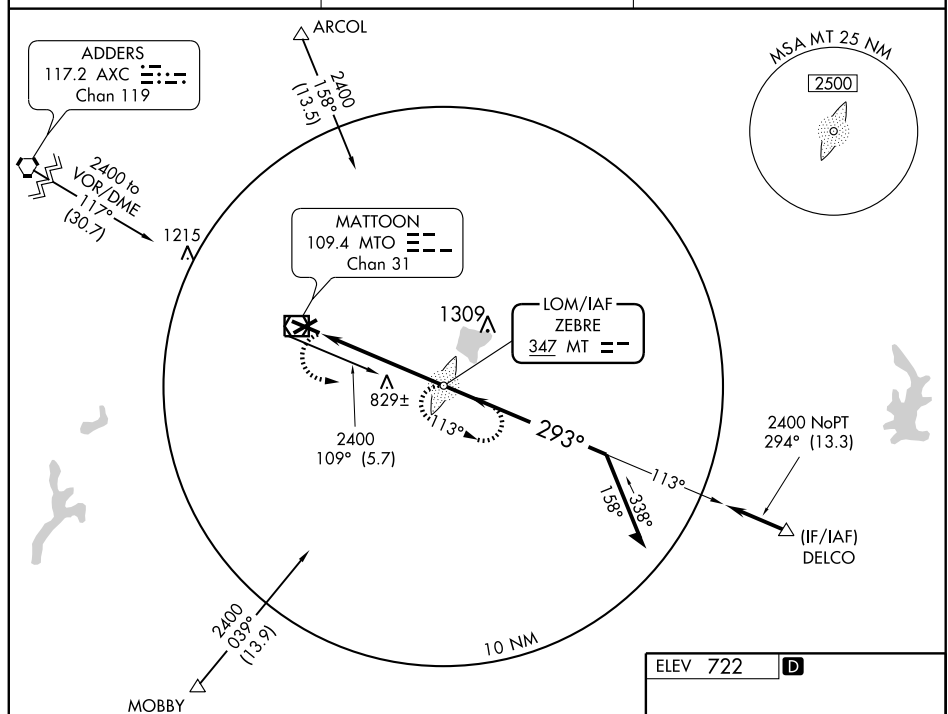 ARCOL
2400
158°
(13.5)
ADDERS
117.2 AXC
Chan 119
2400 to
VOR/DME
117°
(30.7)
1215
MSA MT 25 NM
2500
MATTOON
109.4 MTO
Chan 31
1309
LOM/IAF
ZEBRE
347 MT
829±
2400
109° (5.7)
113°
293°
113°
2400 NoPT
294° (13.3)
338°
158°
(IF/IAF)
DELCO
2400
039°
(13.9)
MOBBY
10 NM
ELEV 722 D